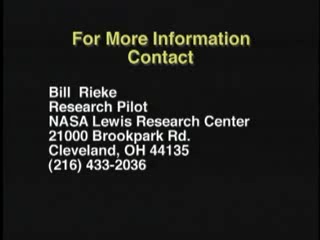 For More Information
Contact
Bill Rieke
Research Pilot
NASA Lewis Research Center
21000 Brookpark Rd.
Cleveland, OH 44135
(216) 433-2036